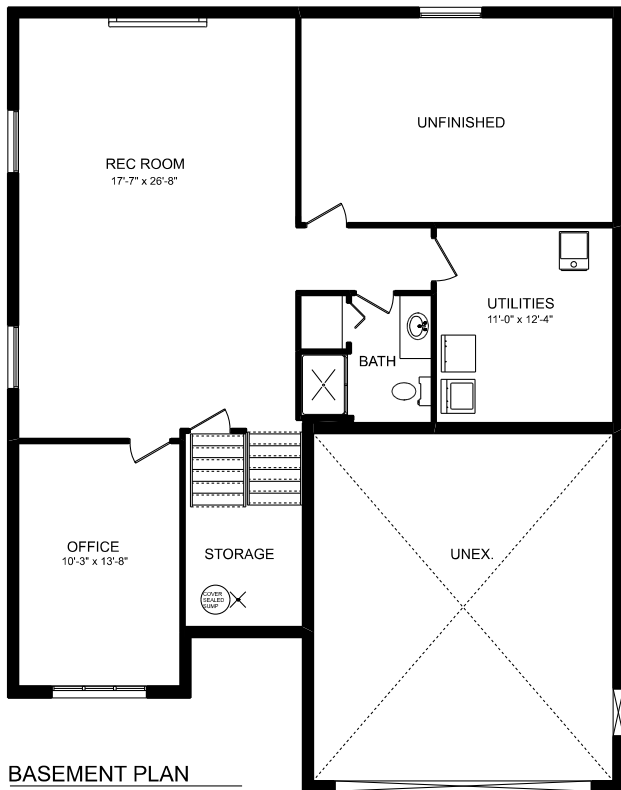 UNFINISHED
REC ROOM
17'-7" x 26'-8"
UTILITIES
11'-0" x 12'-4"
BATH
OFFICE
10'-3" x 13'-8"
STORAGE
UNEX.
COVER
SEALED
SUMP
BASEMENT PLAN